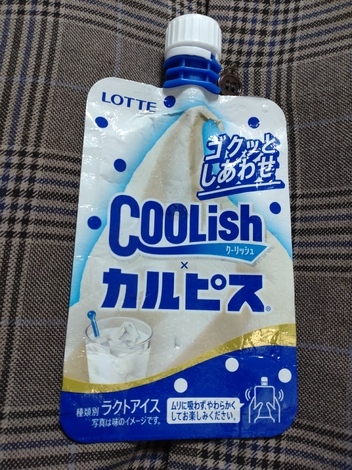 LOTTE
ゴクッと
しあわせ
COOLish
クーリッシュ
×
カルピス®
種類別 ラクトアイス
写真は味のイメージです。
ムリに吸わず、やわらかく
してお楽しみください。